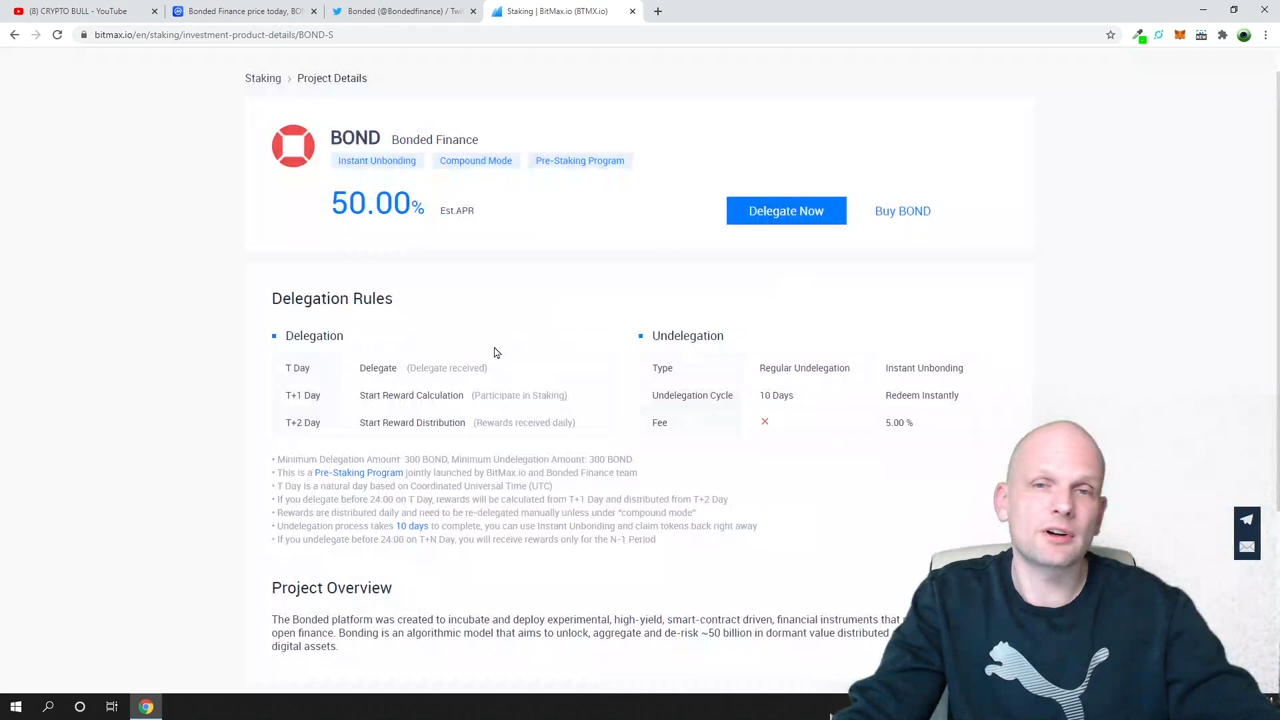 (8) CRYPTO BULL - YouTube
Bonded Finance price today, BON
Bonded (@Bondedfinance) / Twi
Staking | BitMax.io (BTMX.io)
bitmax.io/en/staking/investment-product-details/BOND-S
Staking > Project Details
BOND Bonded Finance
Instant Unbonding Compound Mode Pre-Staking Program
50.00% Est.APR
Delegate Now Buy BOND
Delegation Rules
Delegation
T Day Delegate (Delegate received)
T+1 Day Start Reward Calculation (Participate in Staking)
T+2 Day Start Reward Distribution (Rewards received daily)
Undelegation
Type Regular Undelegation Instant Unbonding
Undelegation Cycle 10 Days Redeem Instantly
Fee × 5.00 %
• Minimum Delegation Amount: 300 BOND, Minimum Undelegation Amount: 300 BOND
• This is a Pre-Staking Program jointly launched by BitMax.io and Bonded Finance team
• T Day is a natural day based on Coordinated Universal Time (UTC)
• If you delegate before 24:00 on T Day, rewards will be calculated from T+1 Day and distributed from T+2 Day
• Rewards are distributed daily and need to be re-delegated manually unless under “compound mode”
• Undelegation process takes 10 days to complete, you can use Instant Unbonding and claim tokens back right away
• If you undelegate before 24:00 on T+N Day, you will receive rewards only for the N-1 Period
Project Overview
The Bonded platform was created to incubate and deploy experimental, high-yield, smart-contract driven, financial instruments that
open finance. Bonding is an algorithmic model that aims to unlock, aggregate and de-risk ~50 billion in dormant value distributed
digital assets.